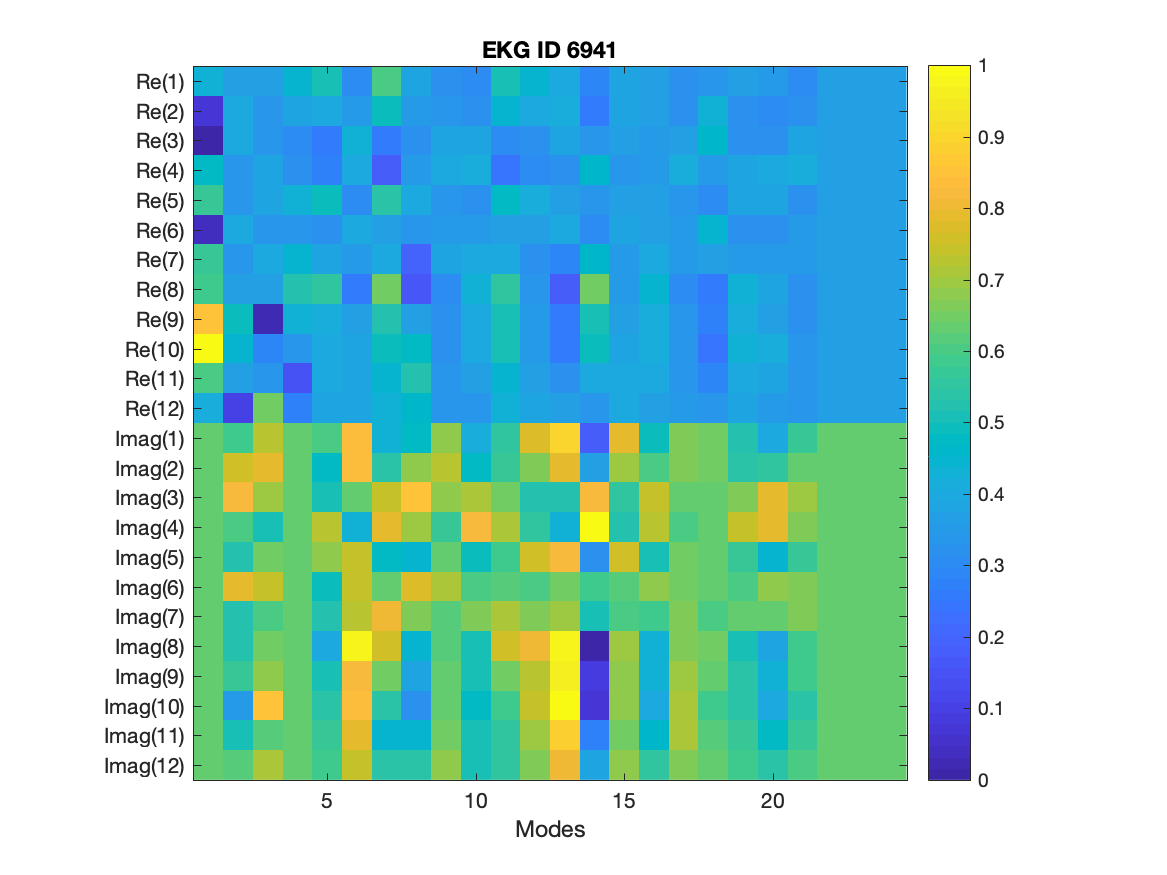 EKG ID 6941
Re(1)
Re(2)
Re(3)
Re(4)
Re(5)
Re(6)
Re(7)
Re(8)
Re(9)
Re(10)
Re(11)
Re(12)
Imag(1)
Imag(2)
Imag(3)
Imag(4)
Imag(5)
Imag(6)
Imag(7)
Imag(8)
Imag(9)
Imag(10)
Imag(11)
Imag(12)
5 10 15 20
Modes
1
0.9
0.8
0.7
0.6
0.5
0.4
0.3
0.2
0.1
0